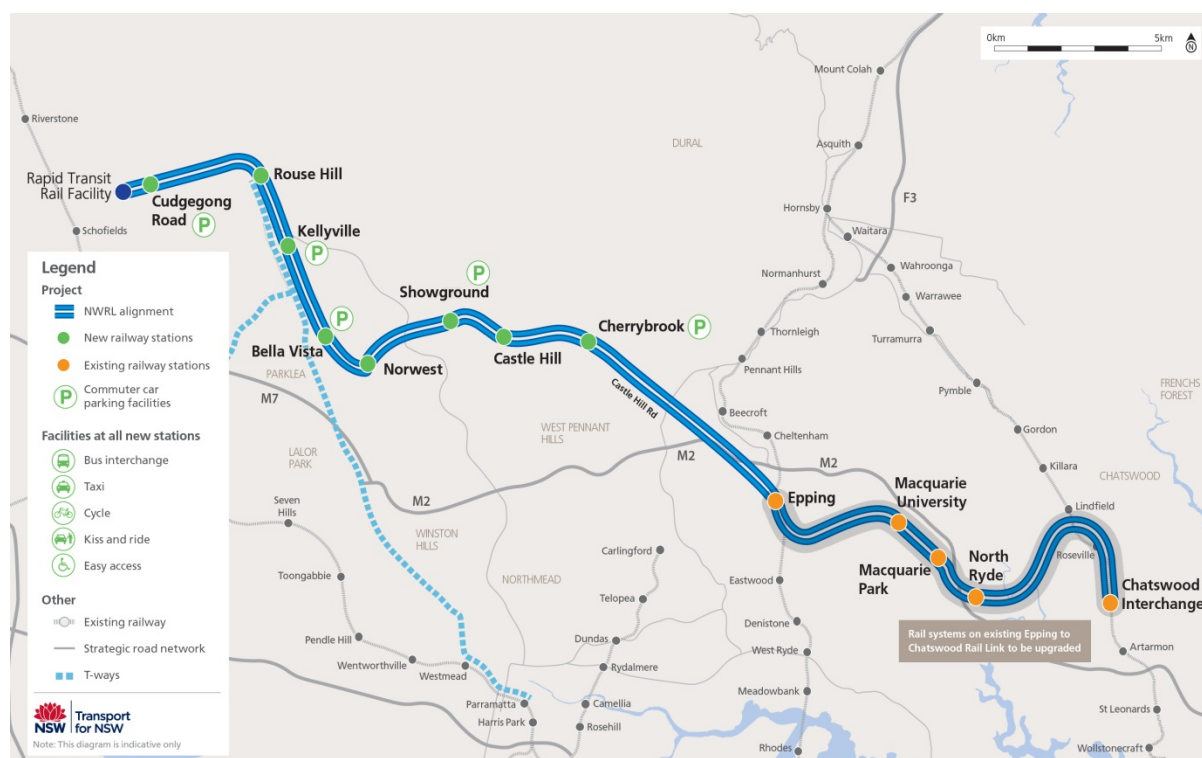 0km
5km
N
Mount Colah
Riverstone
DURAL
Asquith
Rapid Transit
Rail Facility
Rouse Hill
F3
Cudgegong
Road
P
Hornsby
Schofields
Kellyville
P
Waitara
Wahroonga
Normanhurst
Warrawee
Showground
P
Thornleigh
Turramurra
Cherrybrook
P
Bella Vista
P
Castle Hill
Norwest
PARKLEA
Pennant Hills
Pymble
FRENCHS
FOREST
M7
Castle Hill Rd
Beecroft
Gordon
WEST PENNANT
HILLS
Cheltenham
LALOR
PARK
M2
M2
Killara
CHATSWOOD
M2
Epping
Macquarie
University
Lindfield
Seven
Hills
WINSTON
HILLS
Carlingford
Macquarie
Park
North
Ryde
Roseville
Toongabbie
NORTHMEAD
Eastwood
Chatswood
Interchange
Telopea
Pendle Hill
Dundas
Denistone
Rail systems on existing Epping to
Chatswood Rail Link to be upgraded
Artarmon
Wentworthville
Westmead
Rydalmere
West Ryde
Parramatta
Camellia
Meadowbank
St Leonards
Harris Park
Rosehill
Rhodes
Wollstonecraft
Legend
Project
NWRL alignment
New railway stations
Existing railway stations
P
Commuter car
parking facilities
Facilities at all new stations
Bus interchange
Taxi
Cycle
Kiss and ride
Easy access
Other
Existing railway
Strategic road network
T-ways
NSW
GOVERNMENT
Transport
for NSW
Note: This diagram is indicative only